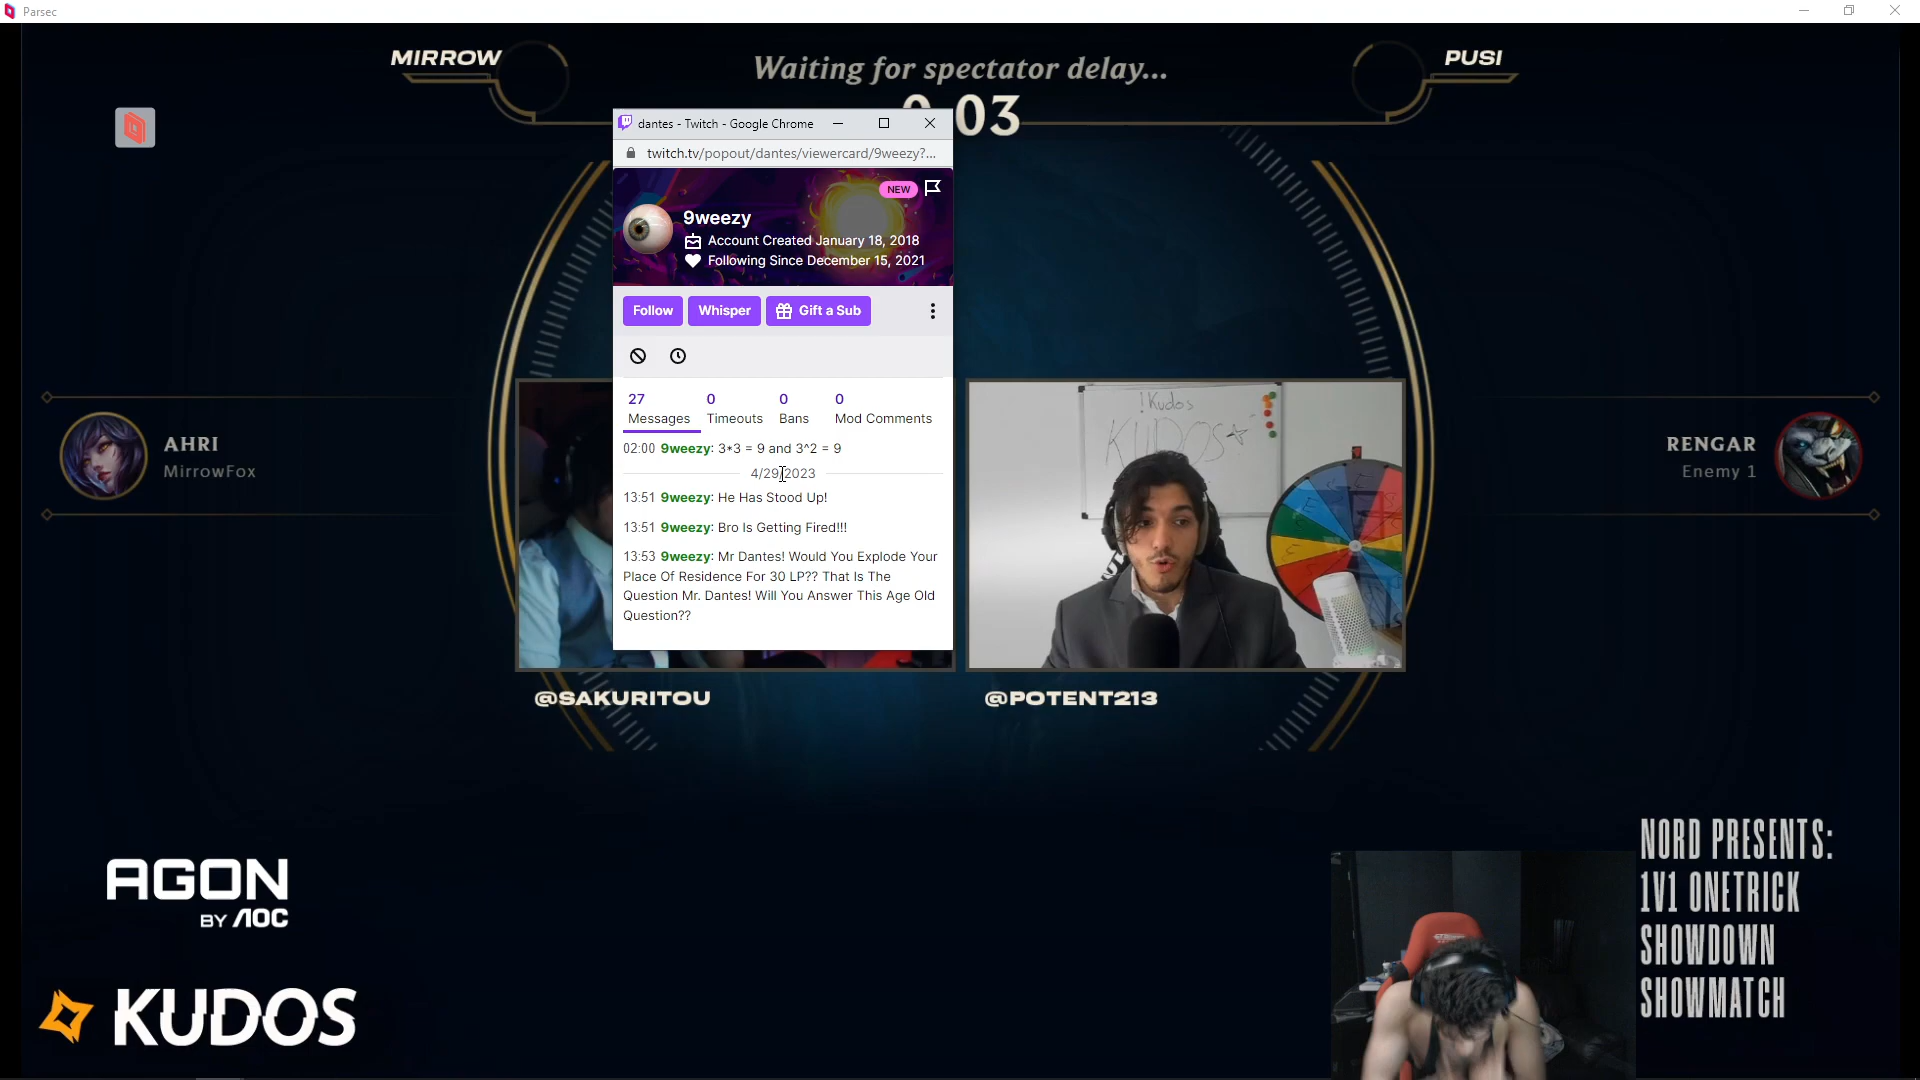 Parsec
MIRROW
Waiting for spectator delay...
PUSI
03
dantes - Twitch - Google Chrome
twitch.tv/popout/dantes/viewercard/9weezy?...
NEW
9weezy
Account Created January 18, 2018
Following Since December 15, 2021
Follow
Whisper
Gift a Sub
27
0
0
0
Messages
Timeouts
Bans
Mod Comments
02:00 9weezy: 3*3 = 9 and 3^2 = 9
4/29/2023
13:51 9weezy: He Has Stood Up!
13:51 9weezy: Bro Is Getting Fired!!!
13:53 9weezy: Mr Dantes! Would You Explode Your
Place Of Residence For 30 LP?? That Is The
Question Mr. Dantes! Will You Answer This Age Old
Question??
AHRI
MirrowFox
RENGAR
Enemy 1
!Kudos
KUDOS
@SAKURITOU
@POTENT213
AGON
BY AOC
KUDOS
NORD PRESENTS:
1V1 ONETRICK
SHOWDOWN
SHOWMATCH